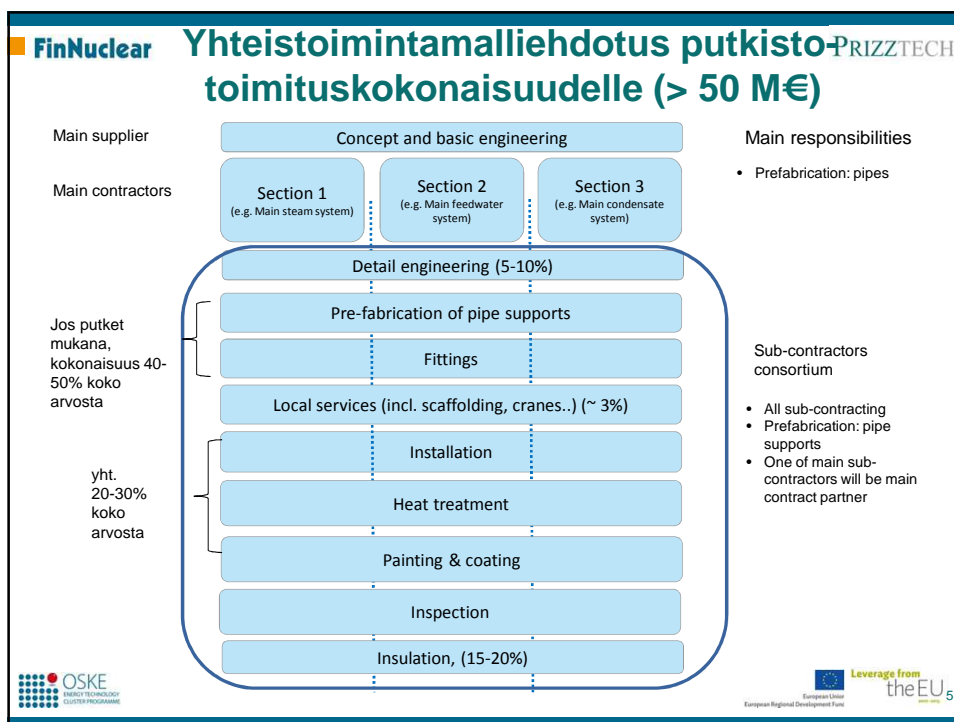 FinNuclear
Yhteistoimintamalliehdotus putkisto-
toimituskokonaisuudelle (> 50 M€)
PRIZZTECH
Main supplier
Concept and basic engineering
Main responsibilities
Main contractors
Section 1
(e.g. Main steam system)
Section 2
(e.g. Main feedwater
system)
Section 3
(e.g. Main condensate
system)
• Prefabrication: pipes
Detail engineering (5-10%)
Pre-fabrication of pipe supports
Fittings
Jos putket
mukana,
kokonaisuus 40-
50% koko
arvosta
Local services (incl. scaffolding, cranes..) (~ 3%)
Installation
Heat treatment
Painting & coating
yht.
20-30%
koko
arvosta
Inspection
Insulation, (15-20%)
Sub-contractors
consortium
• All sub-contracting
• Prefabrication: pipe
supports
• One of main sub-
contractors will be main
contract partner
OSKE
ENERGY TECHNOLOGY
CLUSTER PROGRAMME
European Union
European Regional Development Fund
Leverage from
the EU
2007-2013
5